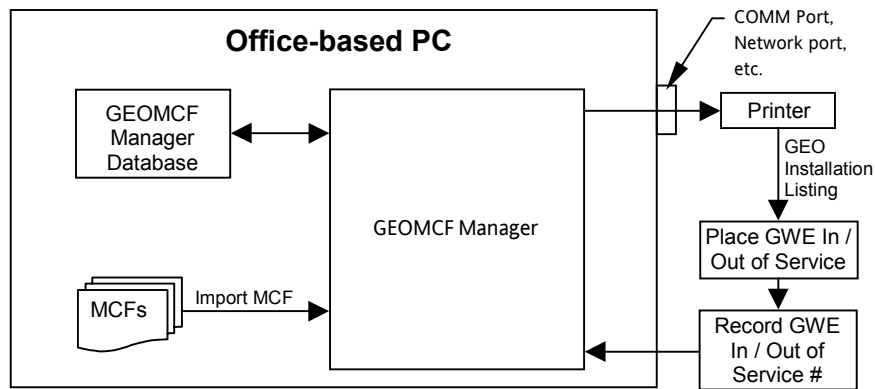 Office-based PC
COMM Port,
Network port,
etc.
GEOMCF
Manager
Database
GEOMCF Manager
Printer
GEO
Installation
Listing
Place GWE In /
Out of Service
MCFs
Import MCF
Record GWE
In / Out of
Service #